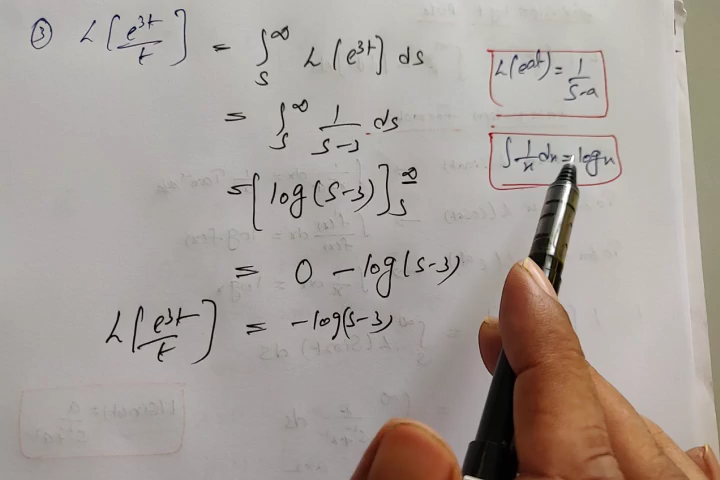 ③ L[e^{3t}/t] = ∫_s^∞ L[e^{3t}] ds
L(e^{at}) = 1/(s-a)
= ∫_s^∞ 1/(s-3) ds
∫ 1/x dx = log x
= [log(s-3)]_s^∞
= 0 - log(s-3)
L[e^{3t}/t] = -log(s-3)